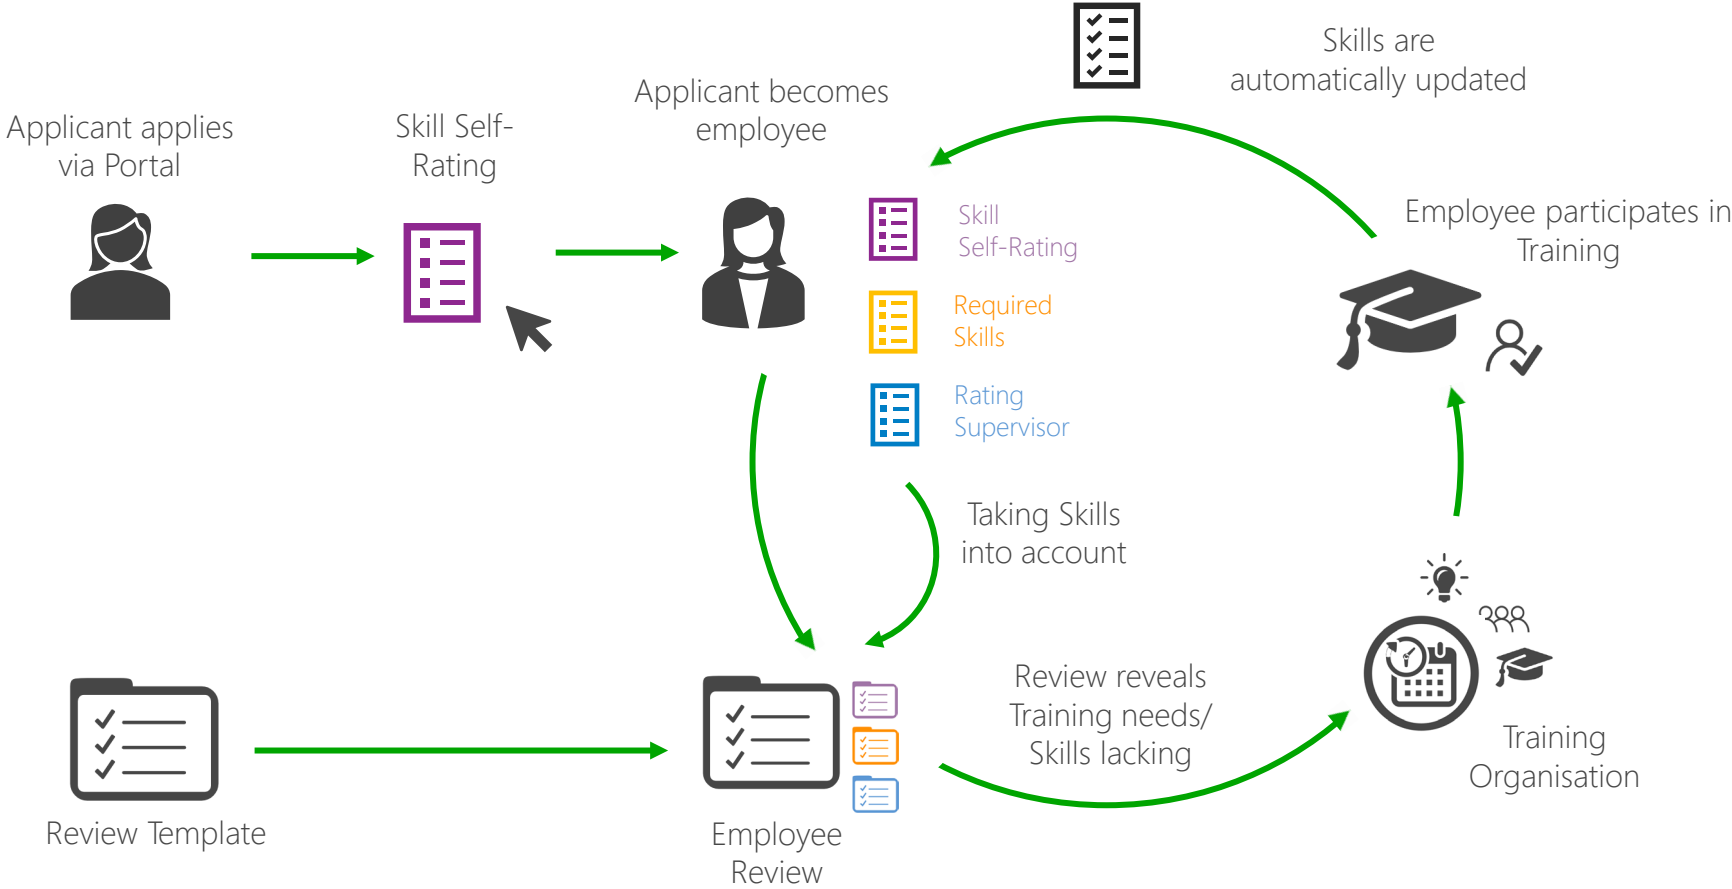 Applicant applies
via Portal
Skill Self-
Rating
Applicant becomes
employee
Skills are
automatically updated
Skill
Self-Rating
Required
Skills
Rating
Supervisor
Employee participates in
Training
Taking Skills
into account
Review reveals
Training needs/
Skills lacking
Training
Organisation
Review Template
Employee
Review